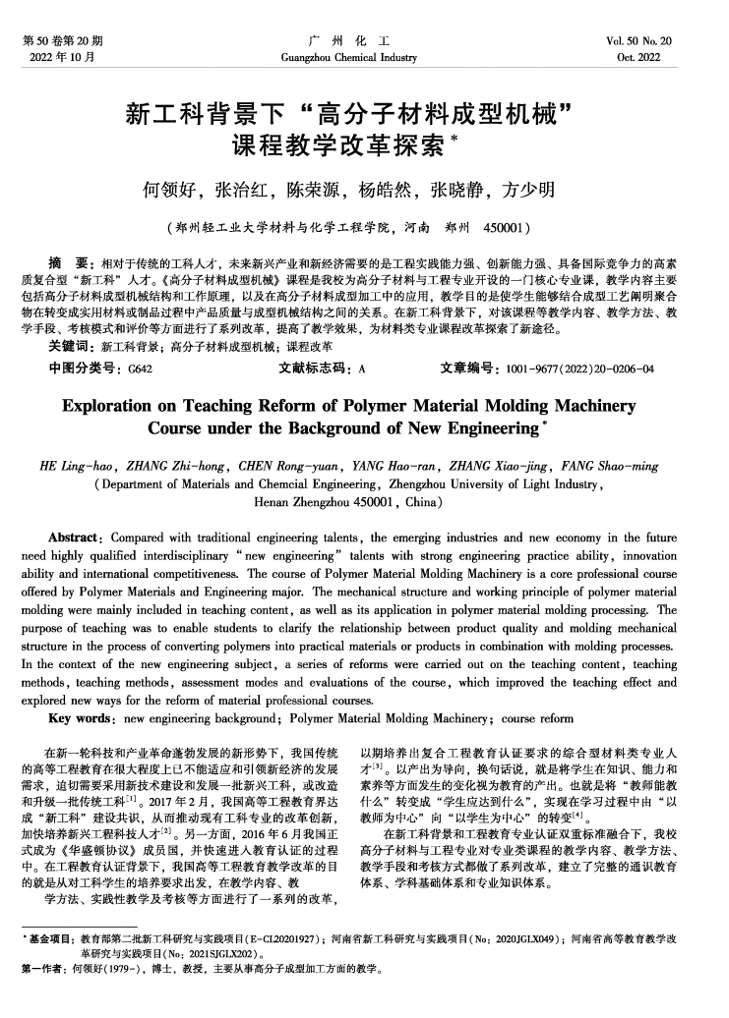 第 50 卷第 20 期
2022 年 10 月
广 州 化 工
Guangzhou Chemical Industry
Vol. 50 No. 20
Oct. 2022
新工科背景下“高分子材料成型机械”
课程教学改革探索*
何领好，张治红，陈荣源，杨皓然，张晓静，方少明
(郑州轻工业大学材料与化学工程学院，河南 郑州 450001)
摘 要：相对于传统的工科人才，未来新兴产业和新经济需要的是工程实践能力强、创新能力强、具备国际竞争力的高素
质复合型“新工科”人才。《高分子材料成型机械》课程是我校为高分子材料与工程专业开设的一门核心专业课，教学内容主要
包括高分子材料成型机械结构和工作原理，以及在高分子材料成型加工中的应用，教学目的是使学生能够结合成型工艺阐明聚合
物在转变成实用材料或制品过程中产品质量与成型机械结构之间的关系。在新工科背景下，对该课程等教学内容、教学方法、教
学手段、考核模式和评价等方面进行了系列改革，提高了教学效果，为材料类专业课程改革探索了新途径。
关键词：新工科背景；高分子材料成型机械；课程改革
中图分类号：G642 文献标志码：A 文章编号：1001-9677(2022)20-0206-04
Exploration on Teaching Reform of Polymer Material Molding Machinery
Course under the Background of New Engineering*
HE Ling-hao, ZHANG Zhi-hong, CHEN Rong-yuan, YANG Hao-ran, ZHANG Xiao-jing, FANG Shao-ming
(Department of Materials and Chemcial Engineering, Zhengzhou University of Light Industry,
Henan Zhengzhou 450001, China)
Abstract: Compared with traditional engineering talents, the emerging industries and new economy in the future
need highly qualified interdisciplinary “new engineering” talents with strong engineering practice ability, innovation
ability and international competitiveness. The course of Polymer Material Molding Machinery is a core professional course
offered by Polymer Materials and Engineering major. The mechanical structure and working principle of polymer material
molding were mainly included in teaching content, as well as its application in polymer material molding processing. The
purpose of teaching was to enable students to clarify the relationship between product quality and molding mechanical
structure in the process of converting polymers into practical materials or products in combination with molding processes.
In the context of the new engineering subject, a series of reforms were carried out on the teaching content, teaching
methods, teaching methods, assessment modes and evaluations of the course, which improved the teaching effect and
explored new ways for the reform of material professional courses.
Key words: new engineering background; Polymer Material Molding Machinery; course reform
在新一轮科技和产业革命蓬勃发展的新形势下，我国传统
的高等工程教育在很大程度上已不能适应和引领新经济的发展
需求，迫切需要采用新技术建设和发展一批新兴工科，或改造
和升级一批传统工科[1]。2017 年 2 月，我国高等工程教育界达
成“新工科”建设共识，从而推动现有工科专业的改革创新，
加快培养新兴工程科技人才[2]。另一方面，2016 年 6 月我国正
式成为《华盛顿协议》成员国，并快速进入教育认证的过程
中。在工程教育认证背景下，我国高等工程教育教学改革的目
的就是从对工科学生的培养要求出发，在教学内容、教
学方法、实践性教学及考核等方面进行了一系列的改革，
以期培养出复合工程教育认证要求的综合型材料类专业人
才[3]。以产出为导向，换句话说，就是将学生在知识、能力和
素养等方面发生的变化视为教育的产出。也就是将“教师能教
什么”转变成“学生应达到什么”，实现在学习过程中由“以
教师为中心”向“以学生为中心”的转变[4]。
在新工科背景和工程教育专业认证双重标准融合下，我校
高分子材料与工程专业对专业类课程的教学内容、教学方法、
教学手段和考核方式都做了系列改革，建立了完整的通识教育
体系、学科基础体系和专业知识体系。
*基金项目：教育部第二批新工科研究与实践项目(E-CL20201927)；河南省新工科研究与实践项目(No：2020JGLX049)；河南省高等教育教学改
革研究与实践项目(No：2021SJGLX202)。
第一作者：何领好(1979-)，博士，教授，主要从事高分子成型加工方面的教学。